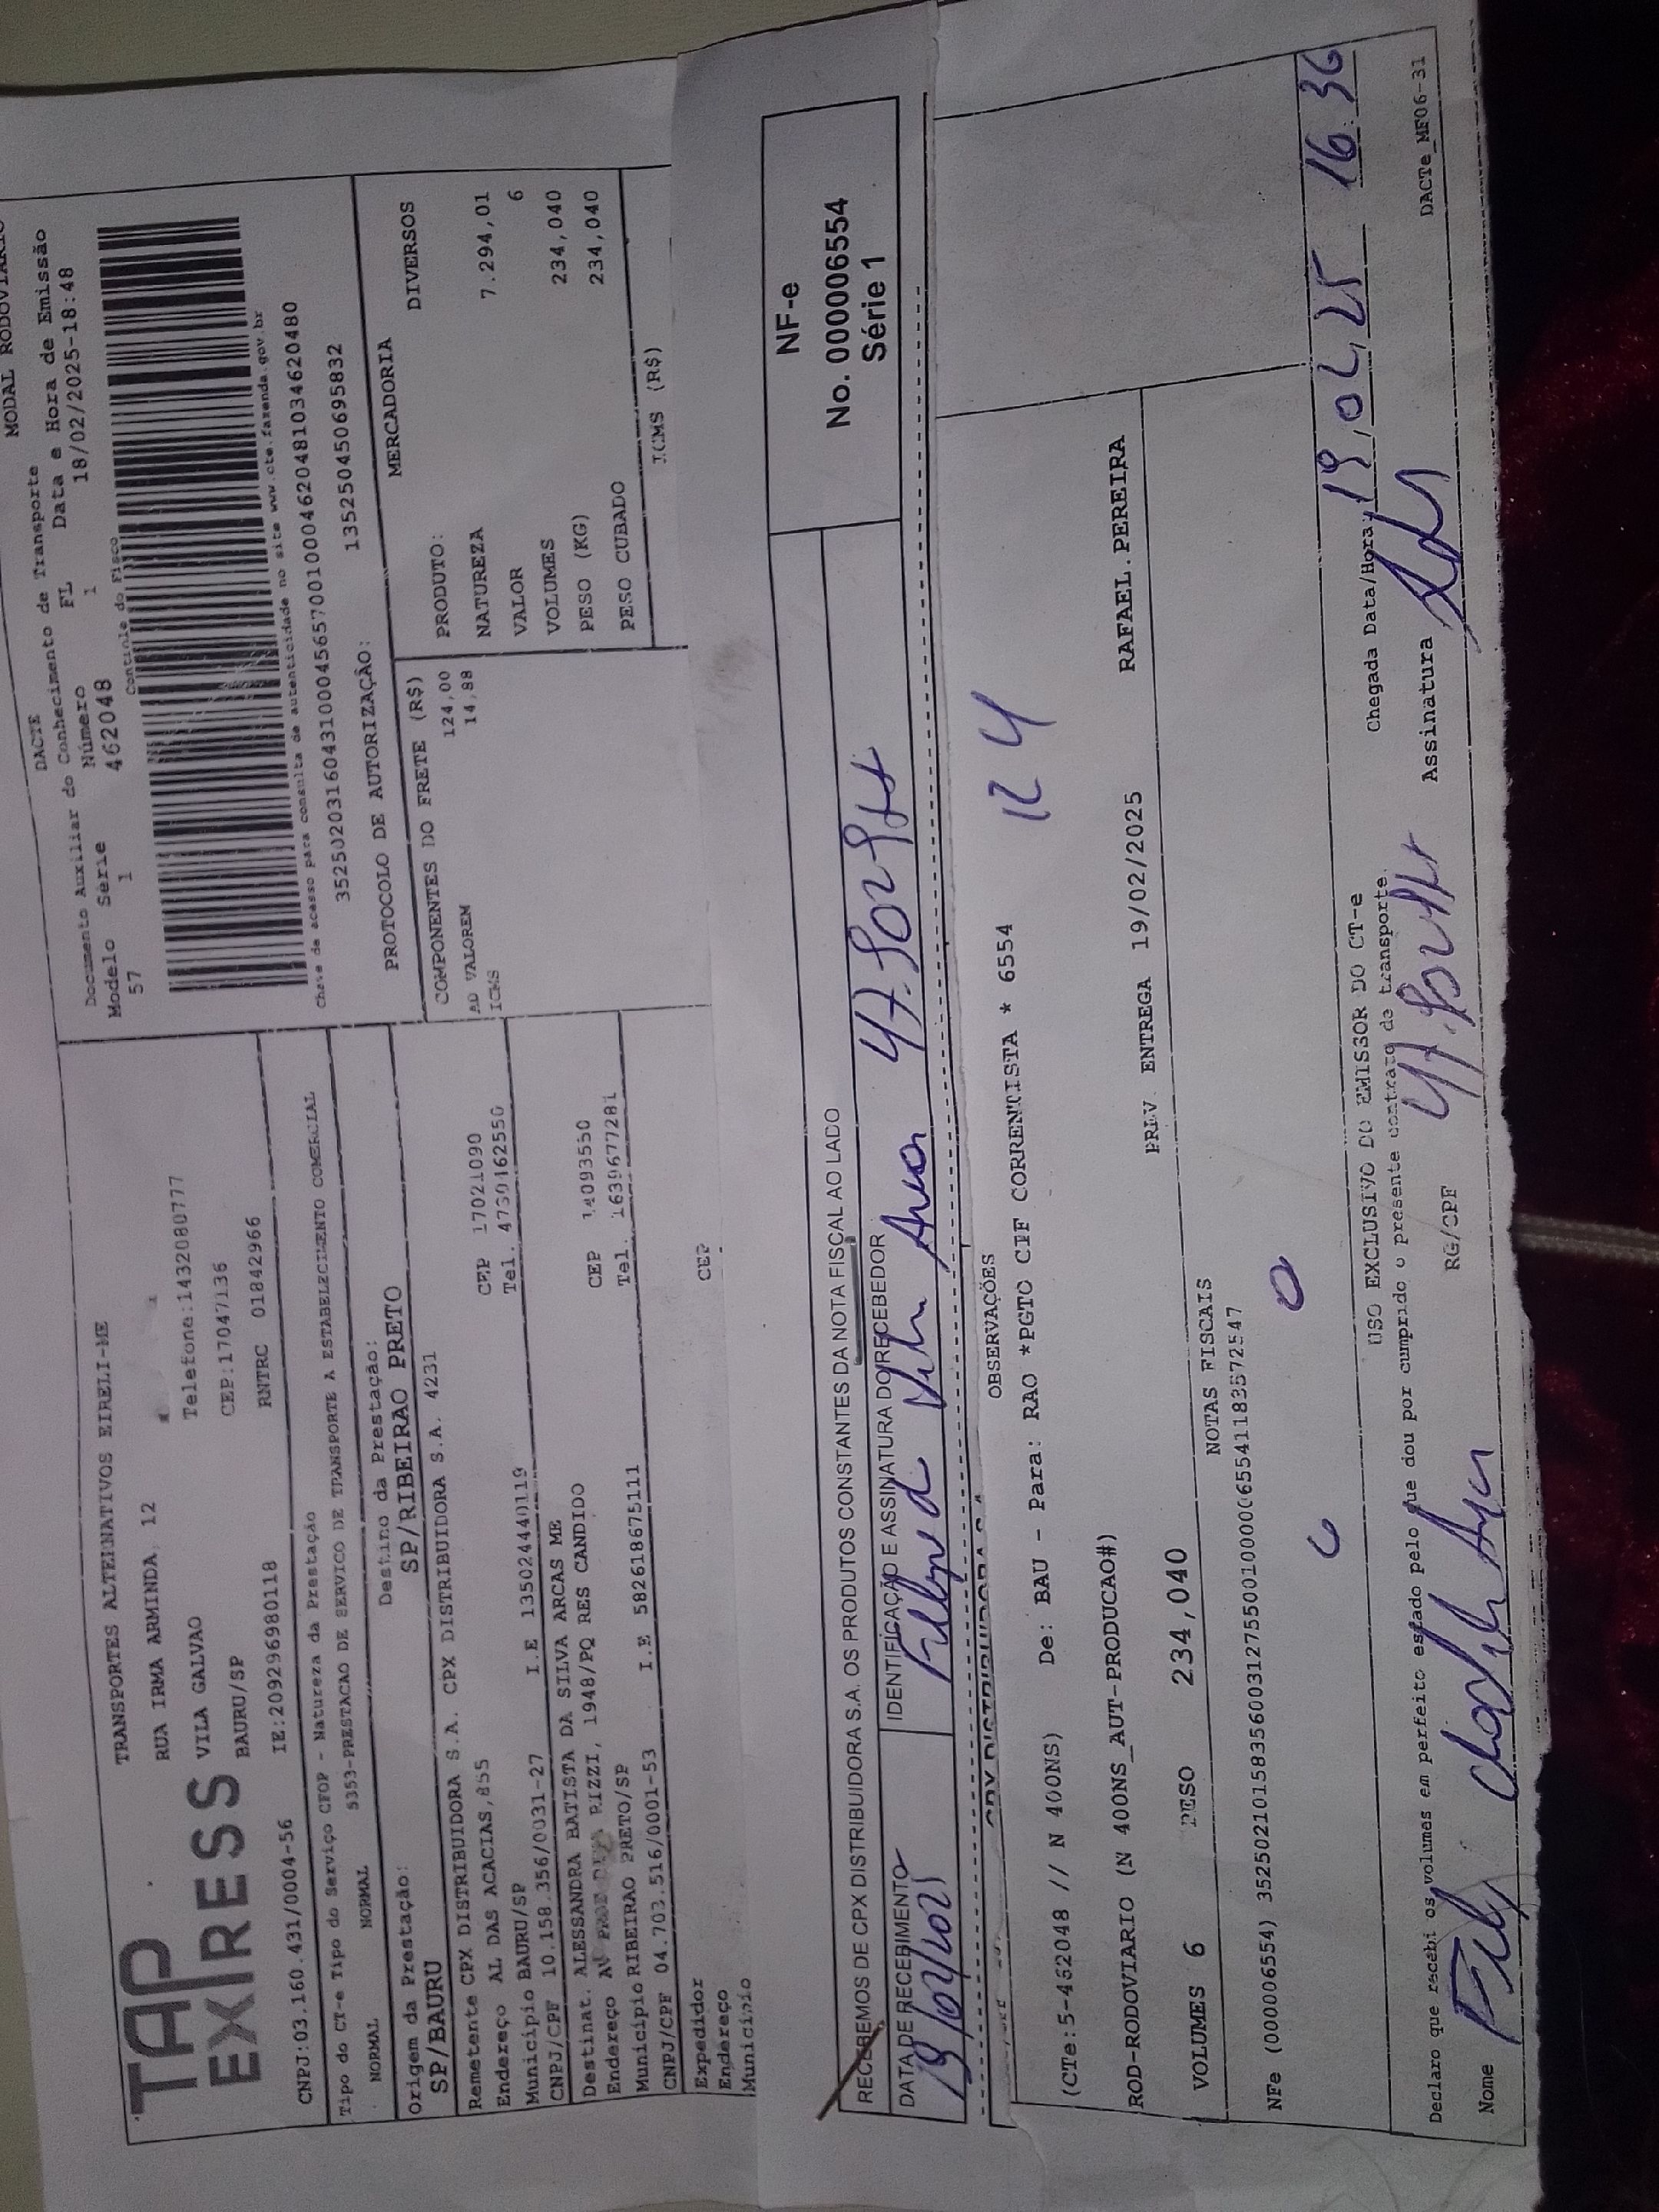 MODAL RODOVIARIO
TAP
EXPRESS
TRANSPORTES ALTERNATIVOS EIRELI-ME
RUA IRMA ARMINDA, 12
VILA GALVAO Telefone:1432080777
BAURU/SP CEP:17047136
CNPJ:03.160.431/0004-56 IE:209296980118 RNTRC 01842966
DACTE
Documento Auxiliar do Conhecimento de Transporte
Modelo Série Número FL Data e Hora de Emissão
57 1 462048 1 18/02/2025-18:48
Controle do Fisco
Chave de acesso para consulta de autenticidade no site www.cte.fazenda.gov.br
35250203160431000456570010004620481034620480
PROTOCOLO DE AUTORIZAÇÃO: 135250450695832
Tipo do CT-e Tipo do Serviço CFOP - Natureza da Prestação
NORMAL NORMAL 5353-PRESTACAO DE SERVICO DE TRANSPORTE A ESTABELECIMENTO COMERCIAL
Origem da Prestação: Destino da Prestação:
SP/BAURU SP/RIBEIRAO PRETO
Remetente CPX DISTRIBUIDORA S.A. CPX DISTRIBUIDORA S.A. 4231
Endereço AL DAS ACACIAS,855 CEP 17021090
Município BAURU/SP Tel. 4730162550
CNPJ/CPF 10.158.356/0031-27 I.E 135024440119
Destinat. ALESSANDRA BATISTA DA SILVA ARCAS ME
Endereço RIZZI, 1948/PQ RES CANDIDO CEP 14093550
Município RIBEIRAO PRETO/SP Tel. 1639677281
CNPJ/CPF 04.703.516/0001-53 I.E 582618675111
Expedidor
Endereço CEP
Município
COMPONENTES DO FRETE (R$)
AD VALOREM 124,00
ICMS 14,88
MERCADORIA
PRODUTO: DIVERSOS
NATUREZA
VALOR 7.294,01
VOLUMES 6
PESO (KG) 234,040
PESO CUBADO 234,040
ICMS (R$)
RECEBEMOS DE CPX DISTRIBUIDORA S.A. OS PRODUTOS CONSTANTES DA NOTA FISCAL AO LADO
DATA DE RECEBIMENTO IDENTIFICAÇÃO E ASSINATURA DO RECEBEDOR
19/02/2025
NF-e
No. 000006554
Série 1
CPX DISTRIBUIDORA S.A
OBSERVAÇÕES
(CTe:5-462048 // N 400NS) De: BAU - Para: RAO *PGTO CIF CORRENTISTA * 6554
124
ROD-RODOVIARIO (N 400NS_AUT-PRODUCAO#)
PREV. ENTREGA 19/02/2025 RAFAEL.PEREIRA
VOLUMES 6 PESO 234,040
NOTAS FISCAIS
NFe (000006554) 35250210158356003127550010000065541183572547
USO EXCLUSIVO DO EMISSOR DO CT-e
Declaro que recebi os volumes em perfeito estado pelo que dou por cumprido o presente contrato de transporte.
Chegada Data/Hora: 19,02,25 16:36
Nome RG/CPF Assinatura
DACTe_MF06-31